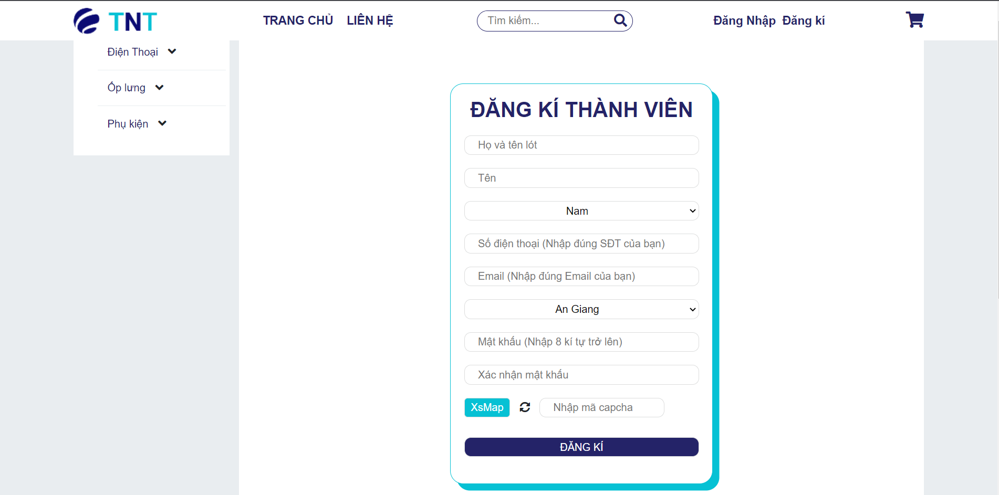 TNT
TRANG CHỦ LIÊN HỆ
Tìm kiếm...
Đăng Nhập Đăng kí
Điện Thoại
Ốp lưng
Phụ kiện
ĐĂNG KÍ THÀNH VIÊN
Họ và tên lót
Tên
Nam
Số điện thoại (Nhập đúng SĐT của bạn)
Email (Nhập đúng Email của bạn)
An Giang
Mật khẩu (Nhập 8 kí tự trở lên)
Xác nhận mật khẩu
XsMap
Nhập mã capcha
ĐĂNG KÍ